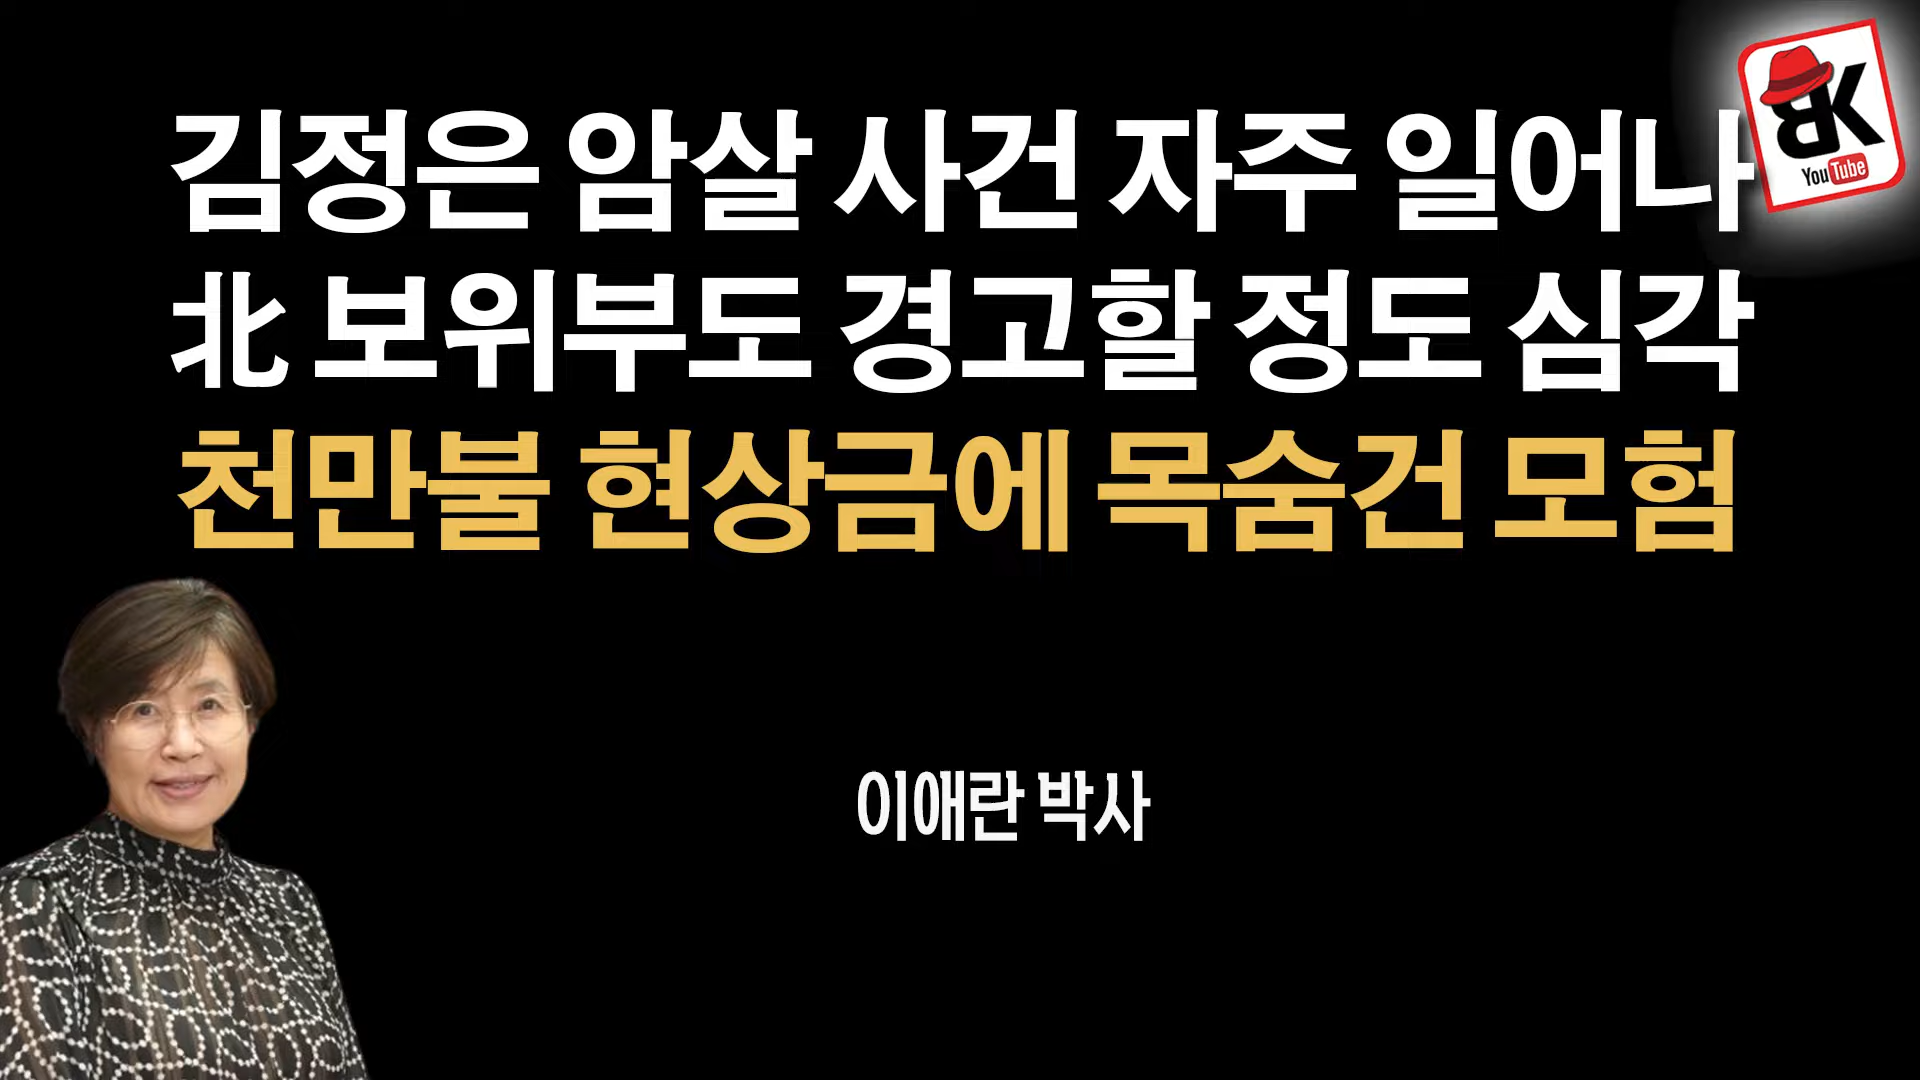 김정은 암살 사건 자주 일어나
北 보위부도 경고할 정도 심각
천만불 현상금에 목숨건 모험
이애란 박사
BK
YouTube